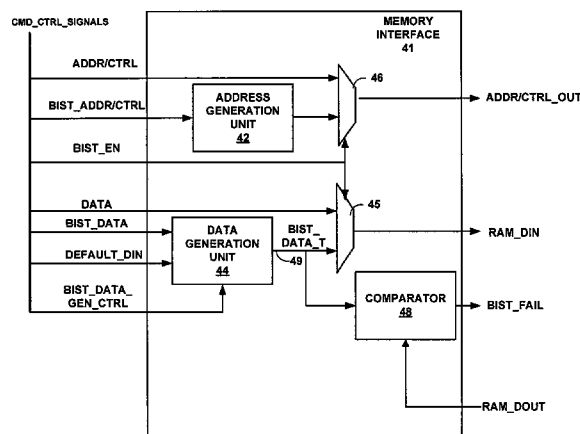 CMD_CTRL_SIGNALS
MEMORY
INTERFACE
41
ADDR/CTRL
46
BIST_ADDR/CTRL
ADDRESS
GENERATION
UNIT
42
ADDR/CTRL_OUT
BIST_EN
DATA
45
BIST_DATA
DATA
GENERATION
UNIT
44
BIST_
DATA_T
49
RAM_DIN
DEFAULT_DIN
BIST_DATA_
GEN_CTRL
COMPARATOR
48
BIST_FAIL
RAM_DOUT